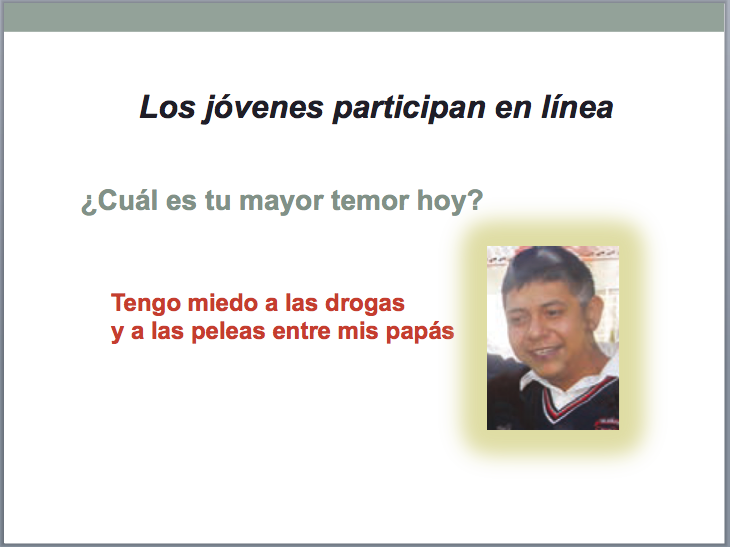 Los jóvenes participan en línea
¿Cuál es tu mayor temor hoy?
Tengo miedo a las drogas
y a las peleas entre mis papás